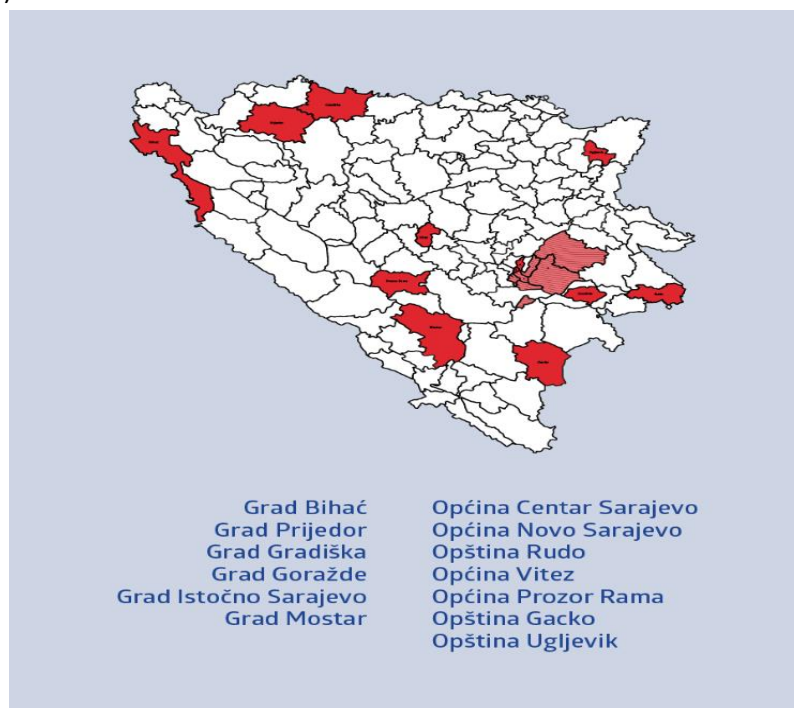 Grad Bihać
Grad Prijedor
Grad Gradiška
Grad Goražde
Grad Istočno Sarajevo
Grad Mostar
Općina Centar Sarajevo
Općina Novo Sarajevo
Opština Rudo
Općina Vitez
Općina Prozor Rama
Opština Gacko
Opština Ugljevik